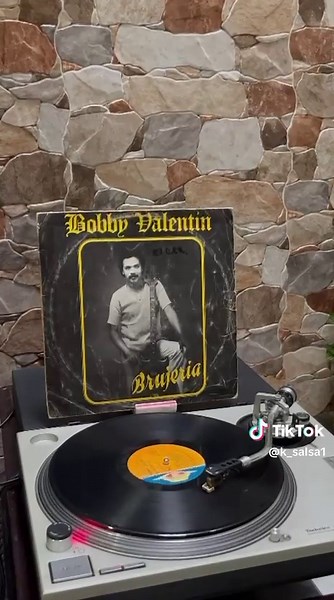 Bobby Valentin
Brujeria
TikTok
@k_salsa1